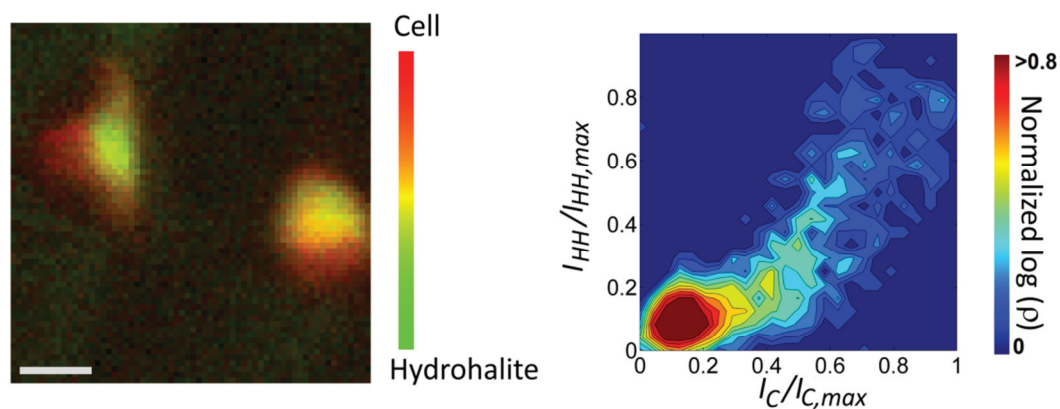 Cell
Hydrohalite
I_HH/I_HH,max
0.8
0.6
0.4
0.2
0
0 0.2 0.4 0.6 0.8 1
I_C/I_C,max
>0.8
Normalized log (ρ)
0